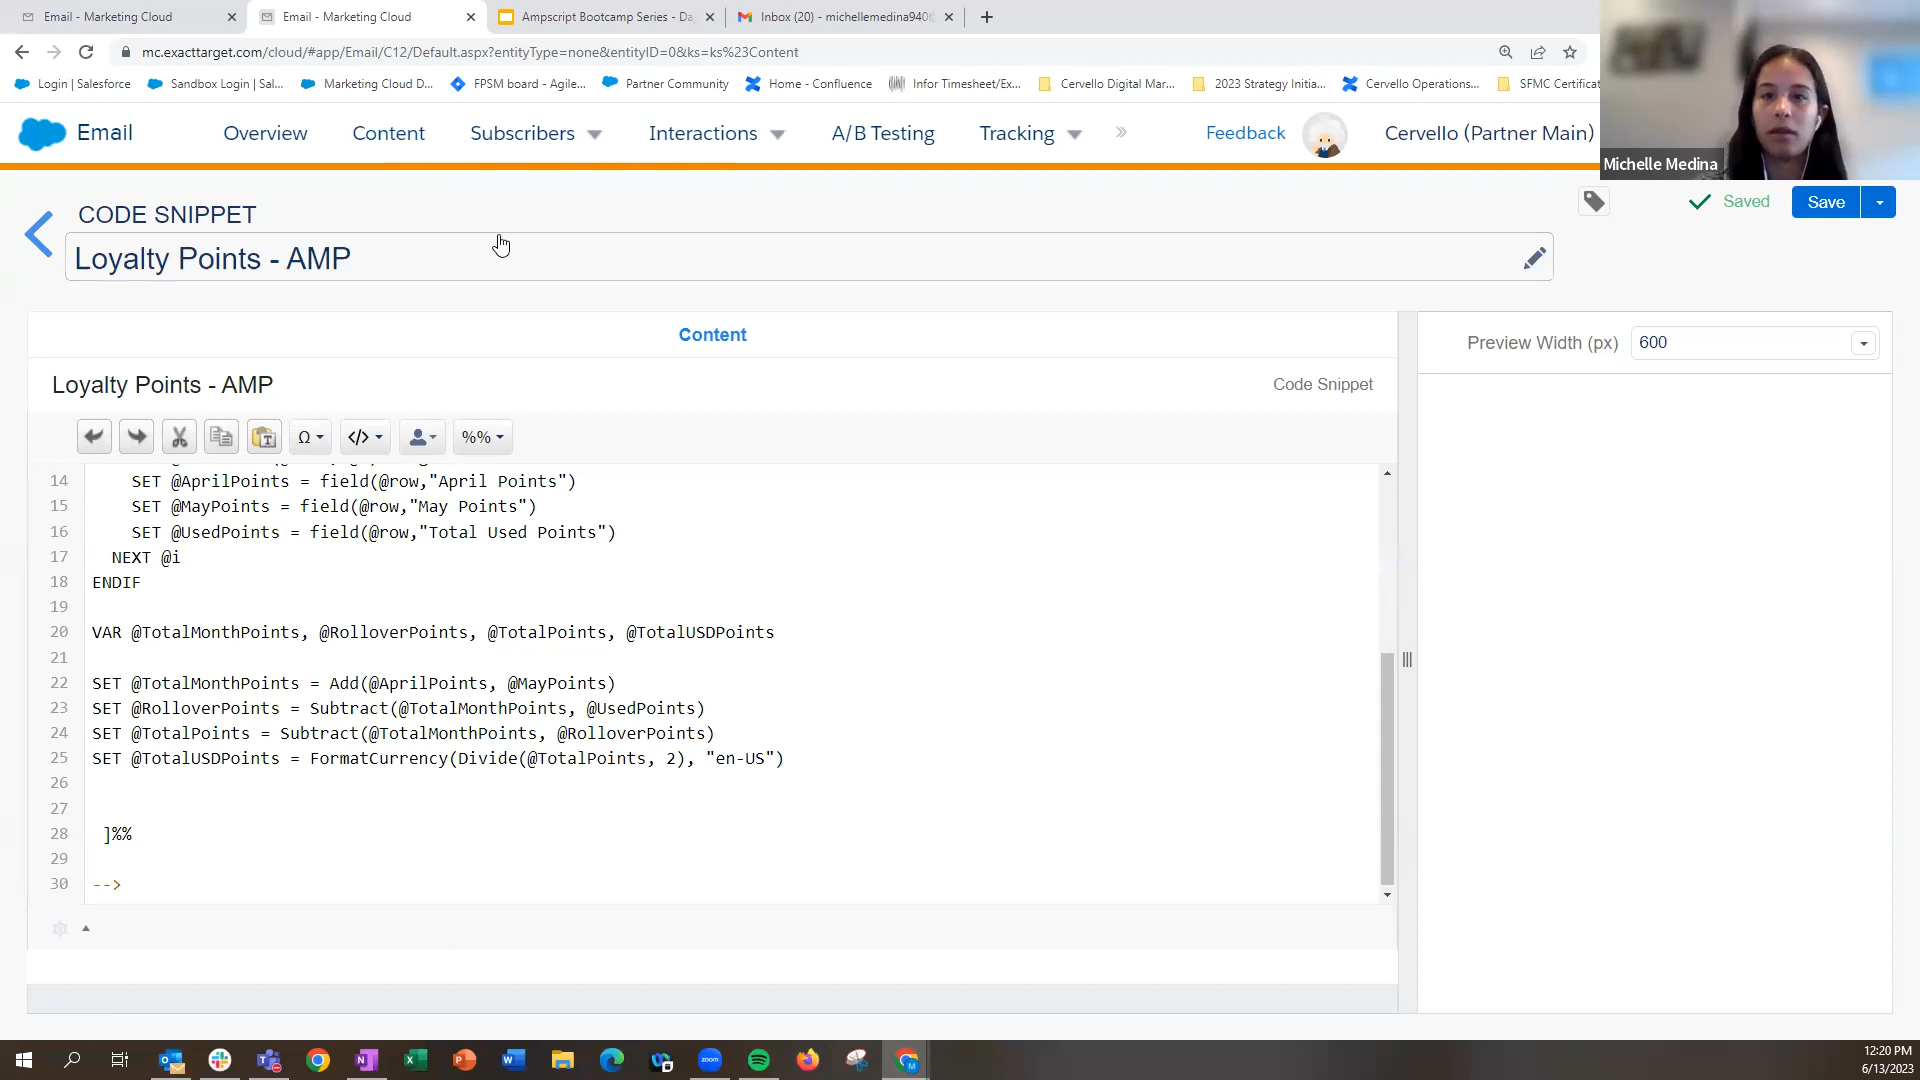 Email - Marketing Cloud
Email - Marketing Cloud
Ampscript Bootcamp Series - Da
Inbox (20) - michellemedina940
mc.exacttarget.com/cloud/#app/Email/C12/Default.aspx?entityType=none&entityID=0&ks=ks%23Content
Login | Salesforce
Sandbox Login | Sal...
Marketing Cloud D...
FPSM board - Agile...
Partner Community
Home - Confluence
Infor Timesheet/Ex...
Cervello Digital Mar...
2023 Strategy Initia...
Cervello Operations...
SFMC Certificat
Email
Overview
Content
Subscribers
Interactions
A/B Testing
Tracking
»
Feedback
Cervello (Partner Main)
Michelle Medina
CODE SNIPPET
Loyalty Points - AMP
Saved
Save
Content
Preview Width (px)
600
Loyalty Points - AMP
Code Snippet
Ω
</>
%%
14 SET @AprilPoints = field(@row,"April Points")
15 SET @MayPoints = field(@row,"May Points")
16 SET @UsedPoints = field(@row,"Total Used Points")
17 NEXT @i
18 ENDIF
19
20 VAR @TotalMonthPoints, @RolloverPoints, @TotalPoints, @TotalUSDPoints
21
22 SET @TotalMonthPoints = Add(@AprilPoints, @MayPoints)
23 SET @RolloverPoints = Subtract(@TotalMonthPoints, @UsedPoints)
24 SET @TotalPoints = Subtract(@TotalMonthPoints, @RolloverPoints)
25 SET @TotalUSDPoints = FormatCurrency(Divide(@TotalPoints, 2), "en-US")
26
27
28 ]%%
29
30 -->
zoom
12:20 PM
6/13/2023